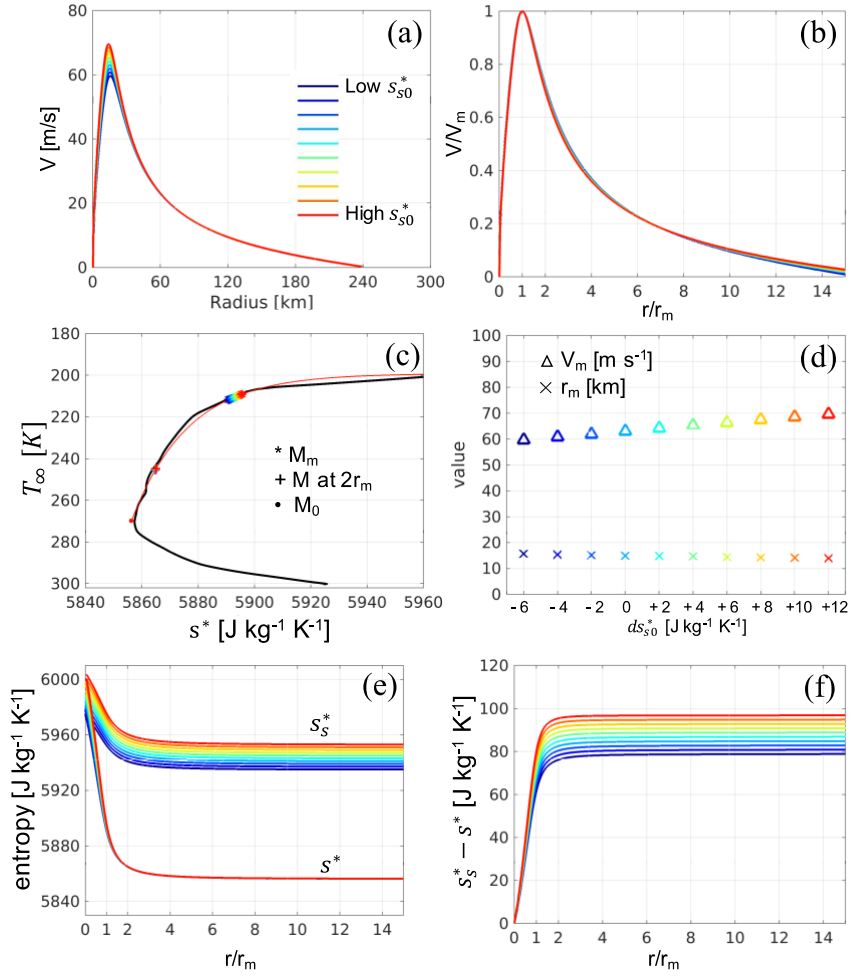 (a)
V [m/s]
80
60
40
20
0
Low s*s0
High s*s0
0 60 120 180 240 300
Radius [km]
(b)
V/Vm
1
0.8
0.6
0.4
0.2
0
0 1 2 4 6 8 10 12 14 15
r/rm
(c)
T∞ [K]
180
200
220
240
260
280
300
* Mm
+ M at 2rm
• M0
5840 5860 5880 5900 5920 5940 5960
s* [J kg-1 K-1]
(d)
value
100
90
80
70
60
50
40
30
20
10
0
△ Vm [m s-1]
× rm [km]
-6 -4 -2 0 +2 +4 +6 +8 +10 +12
ds*s0 [J kg-1 K-1]
(e)
entropy [J kg-1 K-1]
6000
5960
5920
5880
5840
s*s
s*
0 1 2 4 6 8 10 12 14
r/rm
(f)
s*s − s* [J kg-1 K-1]
120
100
80
60
40
20
0
0 1 2 4 6 8 10 12 14 15
r/rm